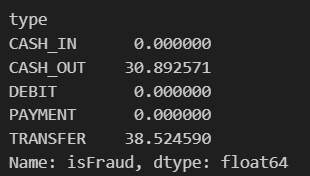 type
CASH_IN 0.000000
CASH_OUT 30.892571
DEBIT 0.000000
PAYMENT 0.000000
TRANSFER 38.524590
Name: isFraud, dtype: float64